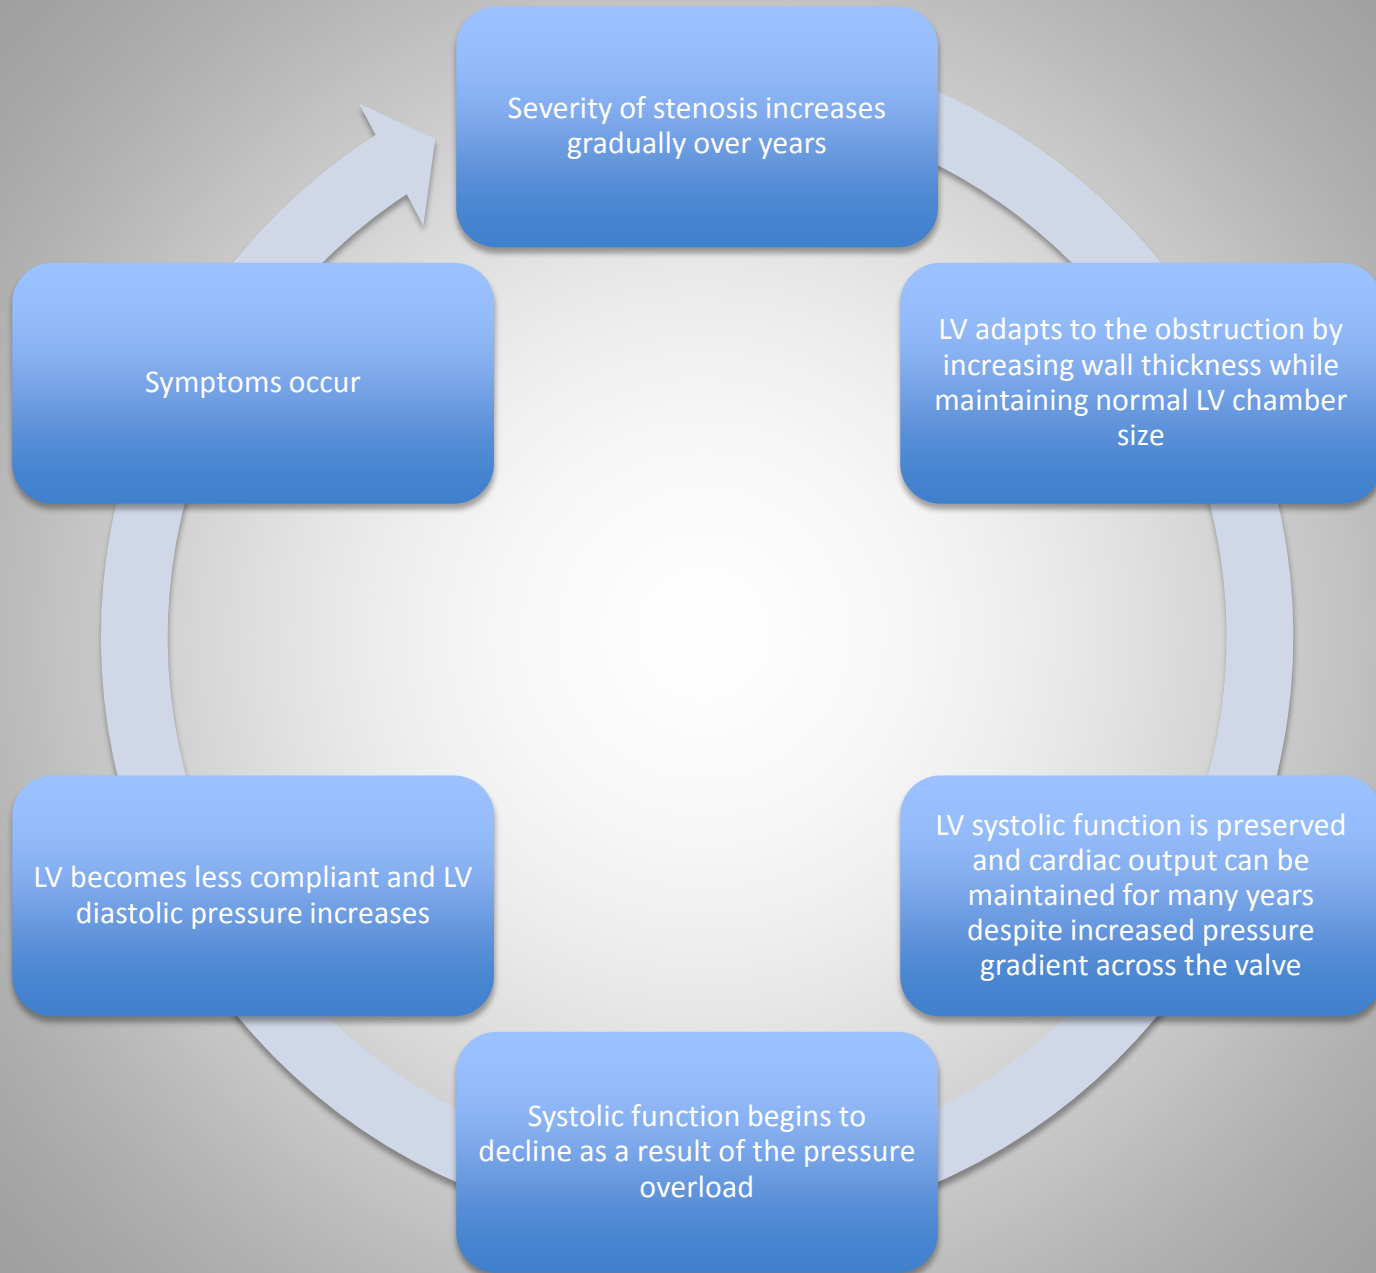 Severity of stenosis increases
gradually over years
LV adapts to the obstruction by
increasing wall thickness while
maintaining normal LV chamber
size
LV systolic function is preserved
and cardiac output can be
maintained for many years
despite increased pressure
gradient across the valve
Systolic function begins to
decline as a result of the pressure
overload
LV becomes less compliant and LV
diastolic pressure increases
Symptoms occur